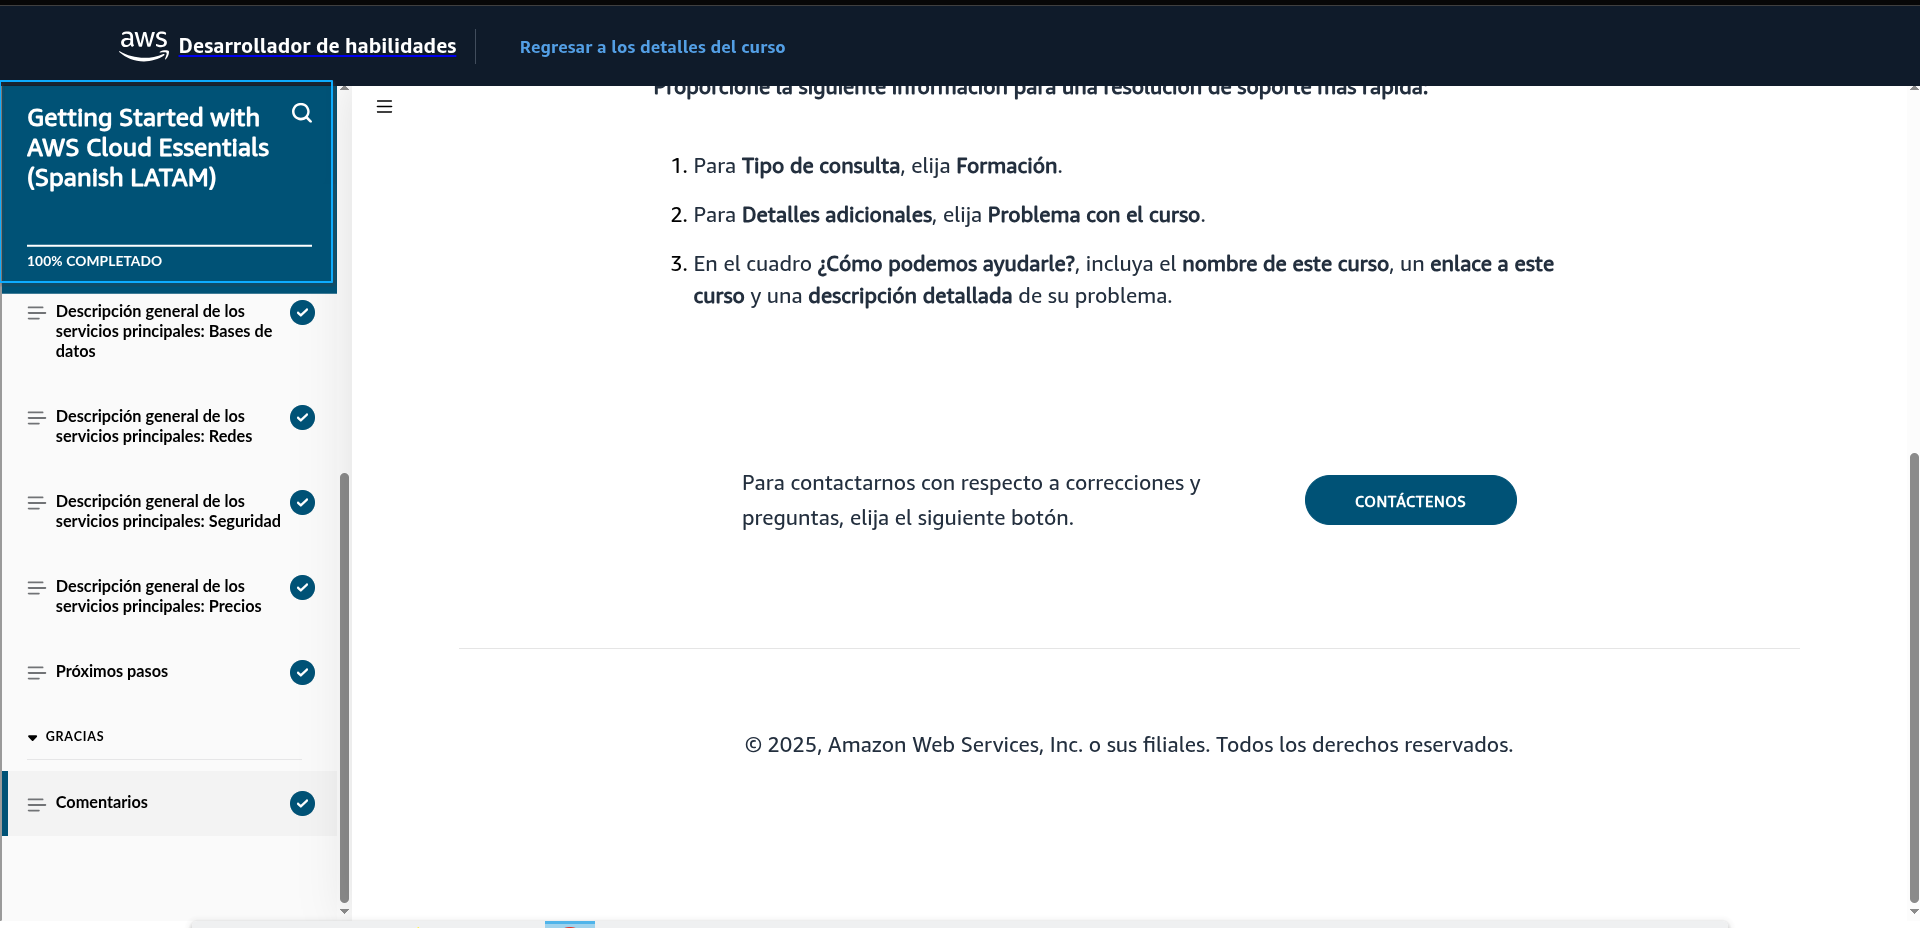 aws Desarrollador de habilidades
Regresar a los detalles del curso
Getting Started with
AWS Cloud Essentials
(Spanish LATAM)
100% COMPLETADO
Descripción general de los
servicios principales: Bases de
datos
Descripción general de los
servicios principales: Redes
Descripción general de los
servicios principales: Seguridad
Descripción general de los
servicios principales: Precios
Próximos pasos
GRACIAS
Comentarios
Proporcione la siguiente información para una resolución de soporte más rápida:
1. Para Tipo de consulta, elija Formación.
2. Para Detalles adicionales, elija Problema con el curso.
3. En el cuadro ¿Cómo podemos ayudarle?, incluya el nombre de este curso, un enlace a este
curso y una descripción detallada de su problema.
Para contactarnos con respecto a correcciones y
preguntas, elija el siguiente botón.
CONTÁCTENOS
© 2025, Amazon Web Services, Inc. o sus filiales. Todos los derechos reservados.